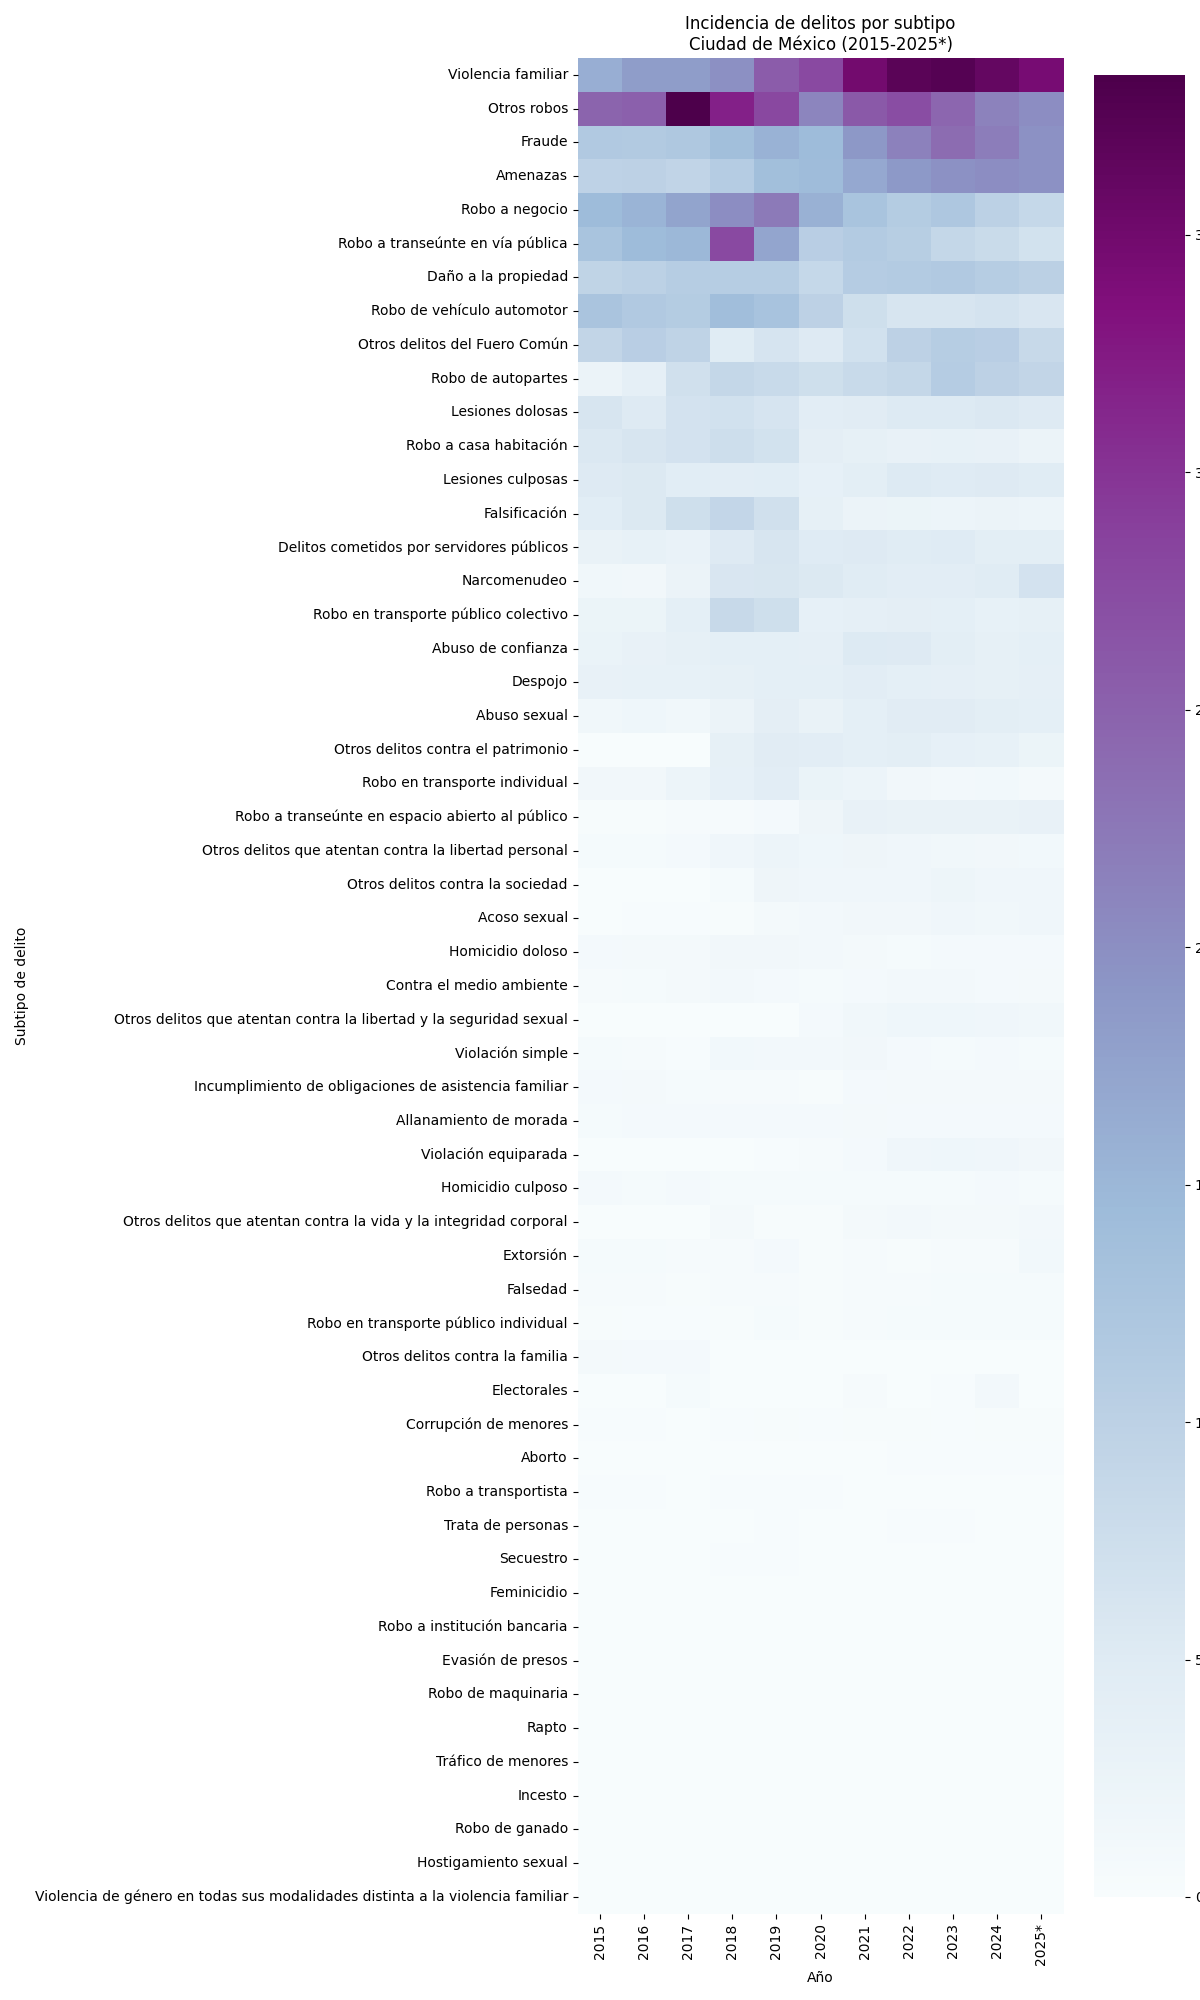 Incidencia de delitos por subtipo
Ciudad de México (2015-2025*)
Subtipo de delito
Violencia familiar
Otros robos
Fraude
Amenazas
Robo a negocio
Robo a transeúnte en vía pública
Daño a la propiedad
Robo de vehículo automotor
Otros delitos del Fuero Común
Robo de autopartes
Lesiones dolosas
Robo a casa habitación
Lesiones culposas
Falsificación
Delitos cometidos por servidores públicos
Narcomenudeo
Robo en transporte público colectivo
Abuso de confianza
Despojo
Abuso sexual
Otros delitos contra el patrimonio
Robo en transporte individual
Robo a transeúnte en espacio abierto al público
Otros delitos que atentan contra la libertad personal
Otros delitos contra la sociedad
Acoso sexual
Homicidio doloso
Contra el medio ambiente
Otros delitos que atentan contra la libertad y la seguridad sexual
Violación simple
Incumplimiento de obligaciones de asistencia familiar
Allanamiento de morada
Violación equiparada
Homicidio culposo
Otros delitos que atentan contra la vida y la integridad corporal
Extorsión
Falsedad
Robo en transporte público individual
Otros delitos contra la familia
Electorales
Corrupción de menores
Aborto
Robo a transportista
Trata de personas
Secuestro
Feminicidio
Robo a institución bancaria
Evasión de presos
Robo de maquinaria
Rapto
Tráfico de menores
Incesto
Robo de ganado
Hostigamiento sexual
Violencia de género en todas sus modalidades distinta a la violencia familiar
2015
2016
2017
2018
2019
2020
2021
2022
2023
2024
2025*
Año